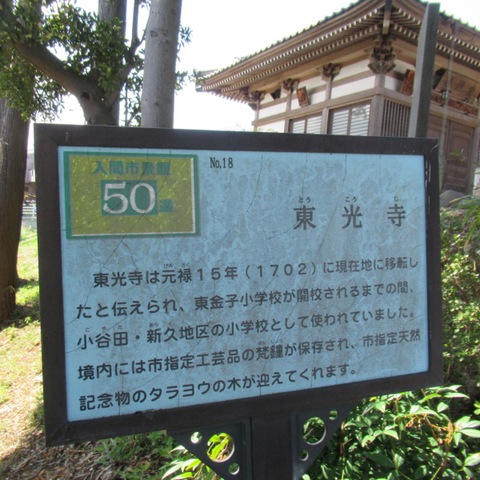 入間市景観
50選
No.18
とう こう じ
東光寺
東光寺は元禄15年（1702）に現在地に移転し
たと伝えられ、東金子小学校が開校されるまでの間、
小谷田・新久地区の小学校として使われていました。
境内には市指定工芸品の梵鐘が保存され、市指定天然
記念物のタラヨウの木が迎えてくれます。